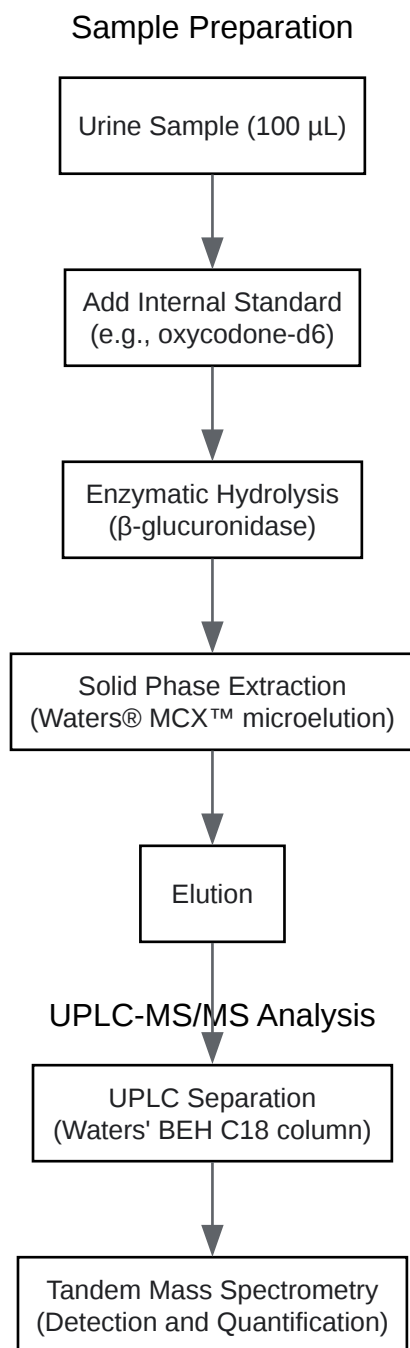 Sample Preparation
Urine Sample (100 µL)
Add Internal Standard
(e.g., oxycodone-d6)
Enzymatic Hydrolysis
(β-glucuronidase)
Solid Phase Extraction
(Waters® MCX™ microelution)
Elution
UPLC-MS/MS Analysis
UPLC Separation
(Waters' BEH C18 column)
Tandem Mass Spectrometry
(Detection and Quantification)